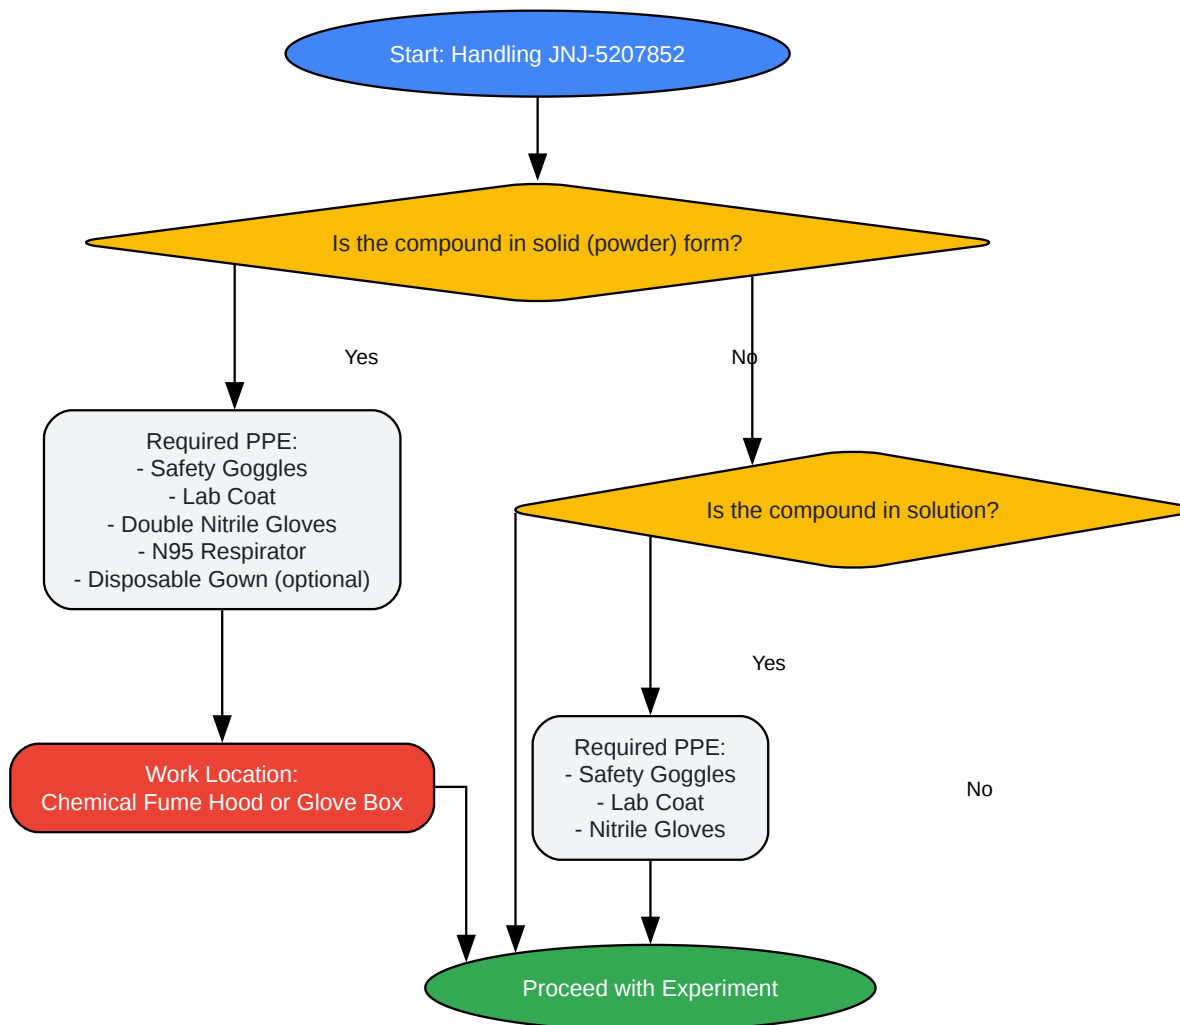 Start: Handling JNJ-5207852
Is the compound in solid (powder) form?
Yes
No
Required PPE:
- Safety Goggles
- Lab Coat
- Double Nitrile Gloves
- N95 Respirator
- Disposable Gown (optional)
Is the compound in solution?
Yes
Required PPE:
- Safety Goggles
- Lab Coat
- Nitrile Gloves
Work Location:
Chemical Fume Hood or Glove Box
No
Proceed with Experiment